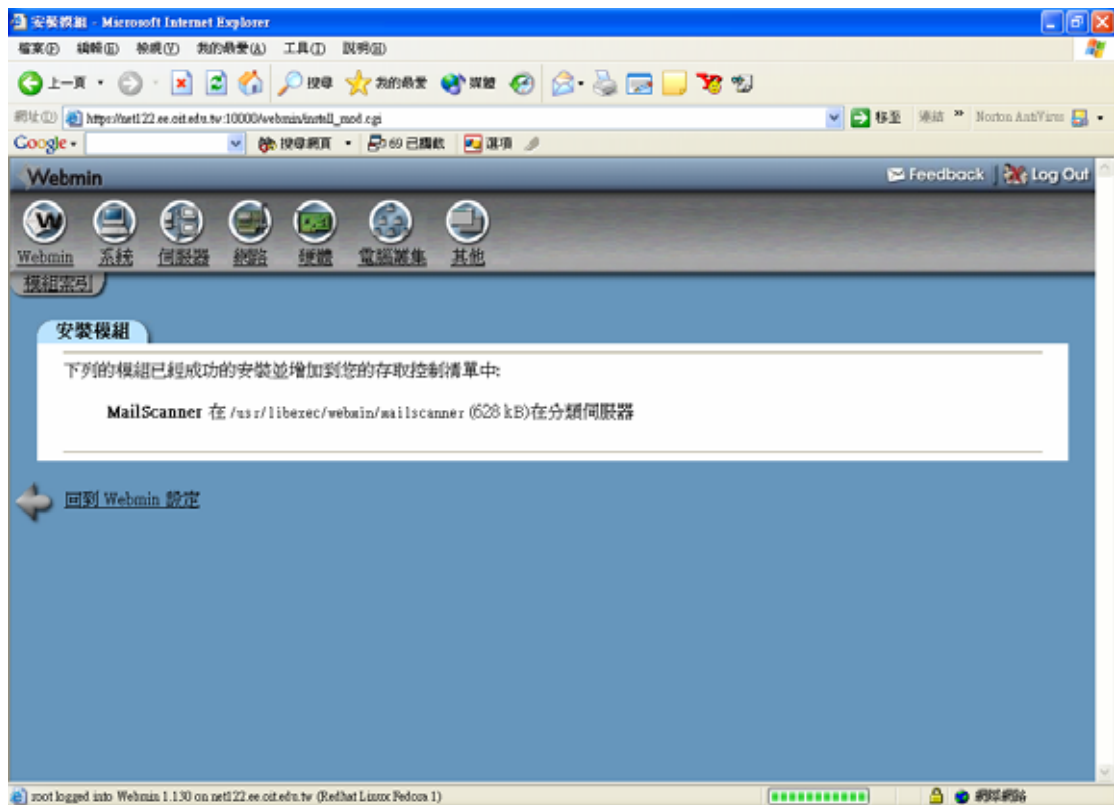 安裝模組 - Microsoft Internet Explorer
檔案(F) 編輯(E) 檢視(V) 我的最愛(A) 工具(T) 說明(H)
上一頁 搜尋 我的最愛 媒體
網址(D) https://net122.ee.oit.edu.tw:10000/webmin/install_mod.cgi 移至 連結 » Norton AntiVirus
Google 搜尋網頁 69 已攔截 選項
Webmin Feedback Log Out
Webmin 系統 伺服器 網路 硬體 電腦叢集 其他
模組索引
安裝模組
下列的模組已經成功的安裝並增加到您的存取控制清單中:
MailScanner 在 /usr/libexec/webmin/mailscanner (628 kB)在分類伺服器
回到 Webmin 設定
root logged into Webmin 1.130 on net122.ee.oit.edu.tw (Redhat Linux Fedora 1) 網際網路